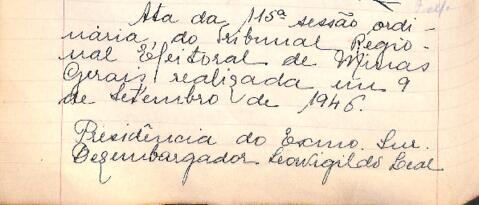 Ata da 115ª sessão ordi-
nária, do Tribunal Regio-
nal Eleitoral de Minas
Gerais, realizada em 9
de Setembro de 1946.
Presidência do Exmo. Snr.
Desembargador Leovigildo Leal